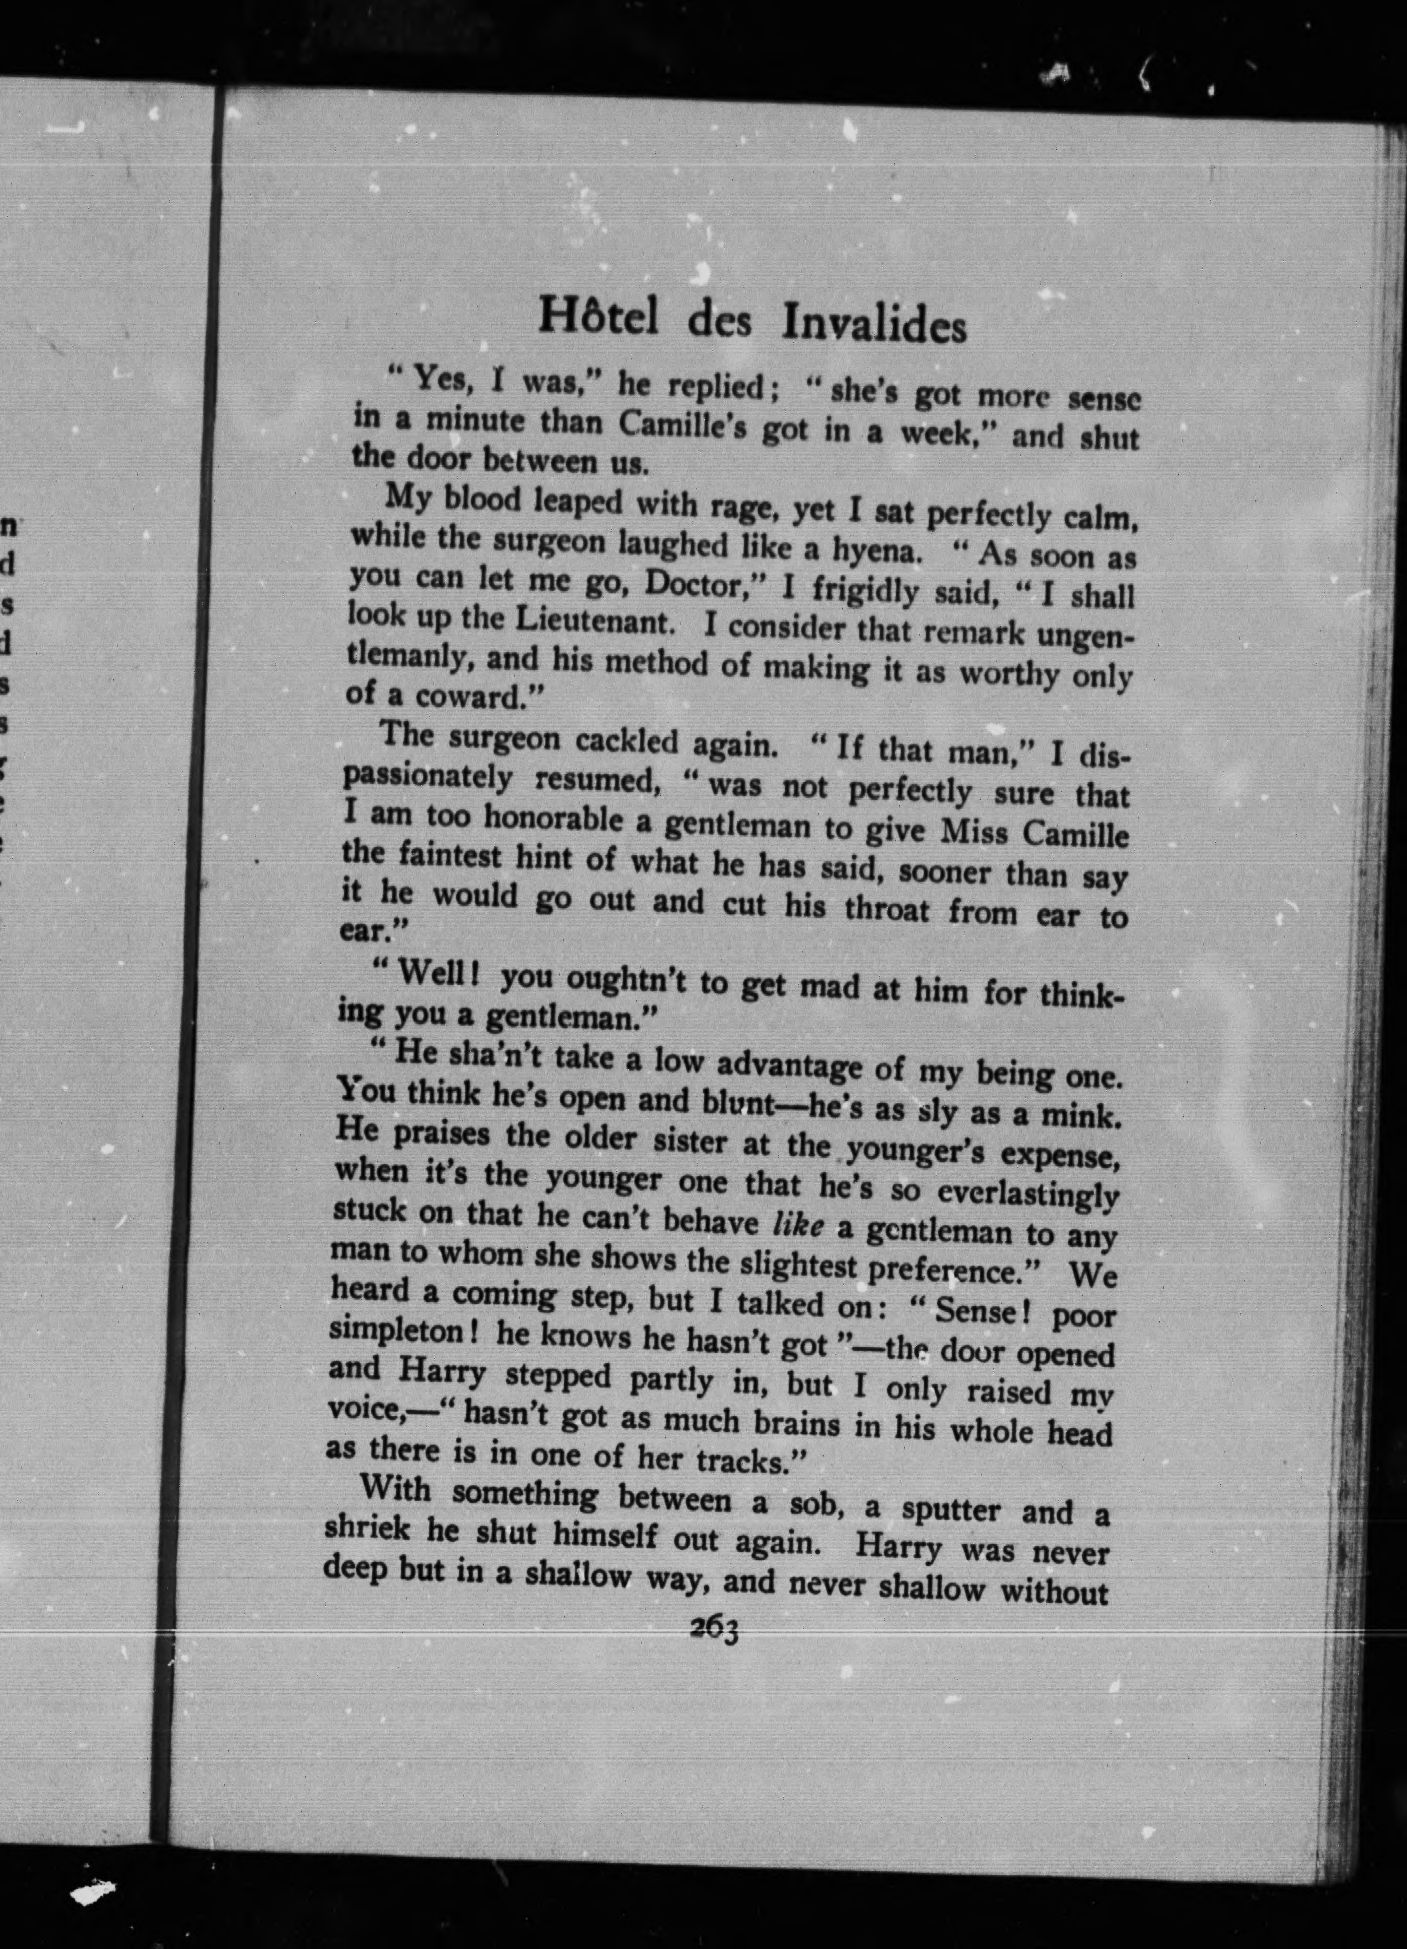 Hôtel des Invalides
“Yes, I was,” he replied; “she’s got more sense
in a minute than Camille’s got in a week,” and shut
the door between us.
My blood leaped with rage, yet I sat perfectly calm,
while the surgeon laughed like a hyena. “As soon as
you can let me go, Doctor,” I frigidly said, “I shall
look up the Lieutenant. I consider that remark ungen-
tlemanly, and his method of making it as worthy only
of a coward.”
The surgeon cackled again. “If that man,” I dis-
passionately resumed, “was not perfectly sure that
I am too honorable a gentleman to give Miss Camille
the faintest hint of what he has said, sooner than say
it he would go out and cut his throat from ear to
ear.”
“Well! you oughtn’t to get mad at him for think-
ing you a gentleman.”
“He sha’n’t take a low advantage of my being one.
You think he’s open and blunt—he’s as sly as a mink.
He praises the older sister at the younger’s expense,
when it’s the younger one that he’s so everlastingly
stuck on that he can’t behave like a gentleman to any
man to whom she shows the slightest preference.” We
heard a coming step, but I talked on: “Sense! poor
simpleton! he knows he hasn’t got”—the door opened
and Harry stepped partly in, but I only raised my
voice,—“hasn’t got as much brains in his whole head
as there is in one of her tracks.”
With something between a sob, a sputter and a
shriek he shut himself out again. Harry was never
deep but in a shallow way, and never shallow without
263